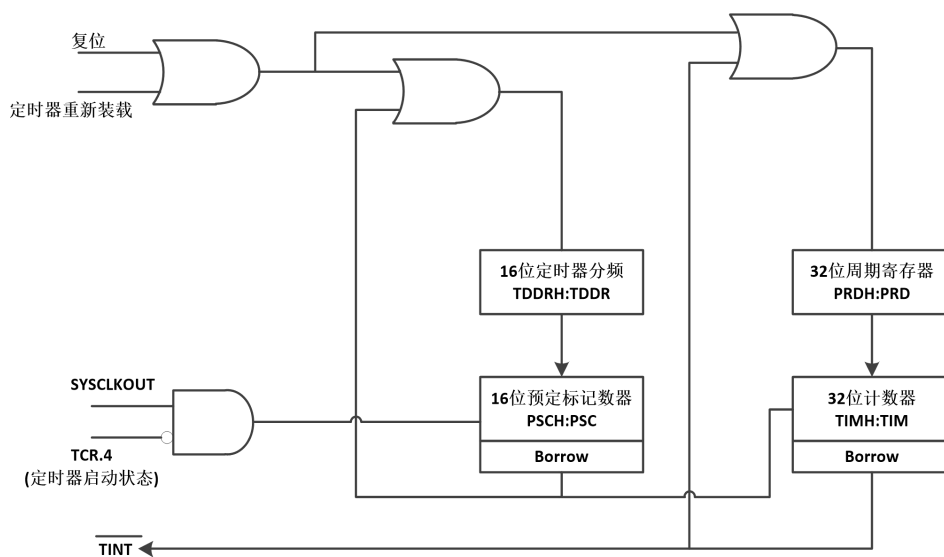 复位
定时器重新装载
16位定时器分频
TDDRH:TDDR
32位周期寄存器
PRDH:PRD
SYSCLKOUT
TCR.4
(定时器启动状态)
16位预定标记数器
PSCH:PSC
Borrow
32位计数器
TIMH:TIM
Borrow
TINT